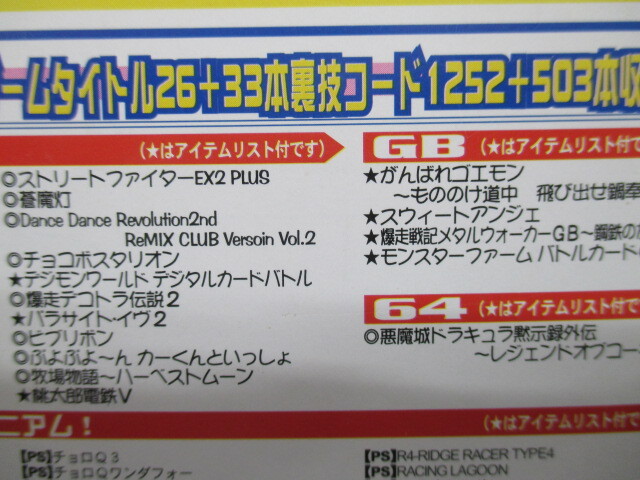 ームタイトル26+33本裏技コード1252+503本収
(★はアイテムリスト付です)
◎ストリートファイターEX2 PLUS
◎蒼魔灯
◎Dance Dance Revolution2nd
ReMIX CLUB Versoin Vol.2
◎チョコボスタリオン
★デジモンワールド デジタルカードバトル
◎爆走デコトラ伝説2
★パラサイト・イヴ2
◎ビブリボン
◎ぷよぷよ〜ん カーくんといっしょ
◎牧場物語〜ハーベストムーン
★桃太郎電鉄V
GB
(★はアイテムリスト付で
★がんばれゴエモン
〜もののけ道中 飛び出せ鍋奉
★スウィートアンジェ
★爆走戦記メタルウォーカーGB〜鋼鉄の
★モンスターファーム バトルカード
64
(★はアイテムリスト付で
◎悪魔城ドラキュラ黙示録外伝
〜レジェンドオブコー
ニアム!
(★はアイテムリスト付で
【PS】チョロQ3
【PS】チョロQワンダフォー
【PS】R4-RIDGE RACER TYPE4
【PS】RACING LAGOON